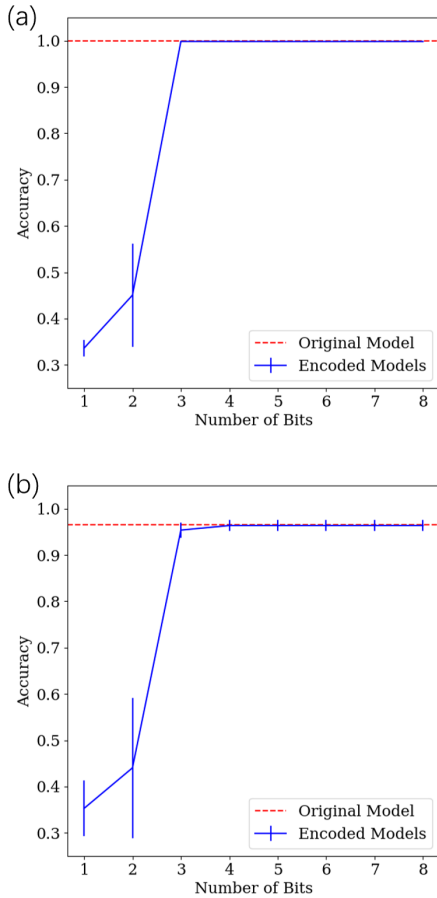 (a)
1.0
0.9
0.8
0.7
0.6
0.5
0.4
0.3
Accuracy
Original Model
Encoded Models
1 2 3 4 5 6 7 8
Number of Bits
(b)
1.0
0.9
0.8
0.7
0.6
0.5
0.4
0.3
Accuracy
Original Model
Encoded Models
1 2 3 4 5 6 7 8
Number of Bits